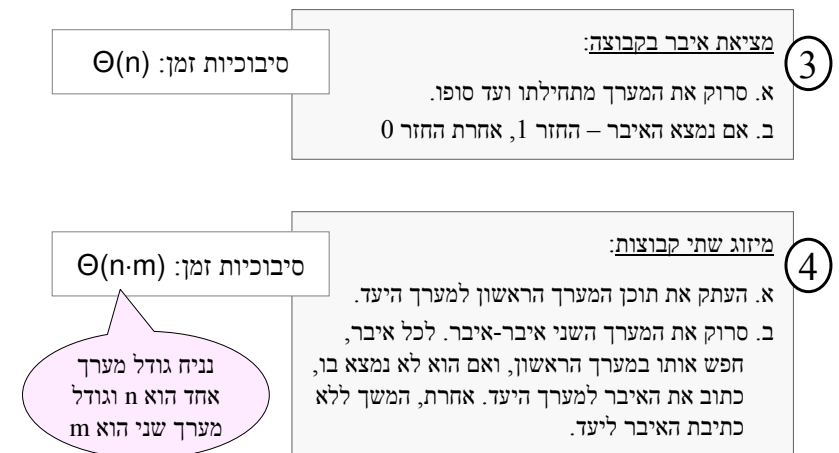 3
מציאת איבר בקבוצה:
א. סרוק את המערך מתחילתו ועד סופו.
ב. אם נמצא האיבר – החזר 1, אחרת החזר 0
סיבוכיות זמן: Θ(n)
4
מיזוג שתי קבוצות:
א. העתק את תוכן המערך הראשון למערך היעד.
ב. סרוק את המערך השני איבר-איבר. לכל איבר,
חפש אותו במערך הראשון, ואם הוא לא נמצא בו,
כתוב את האיבר למערך היעד. אחרת, המשך ללא
כתיבת האיבר ליעד.
סיבוכיות זמן: Θ(n·m)
נניח גודל מערך
אחד הוא n וגודל
מערך שני הוא m